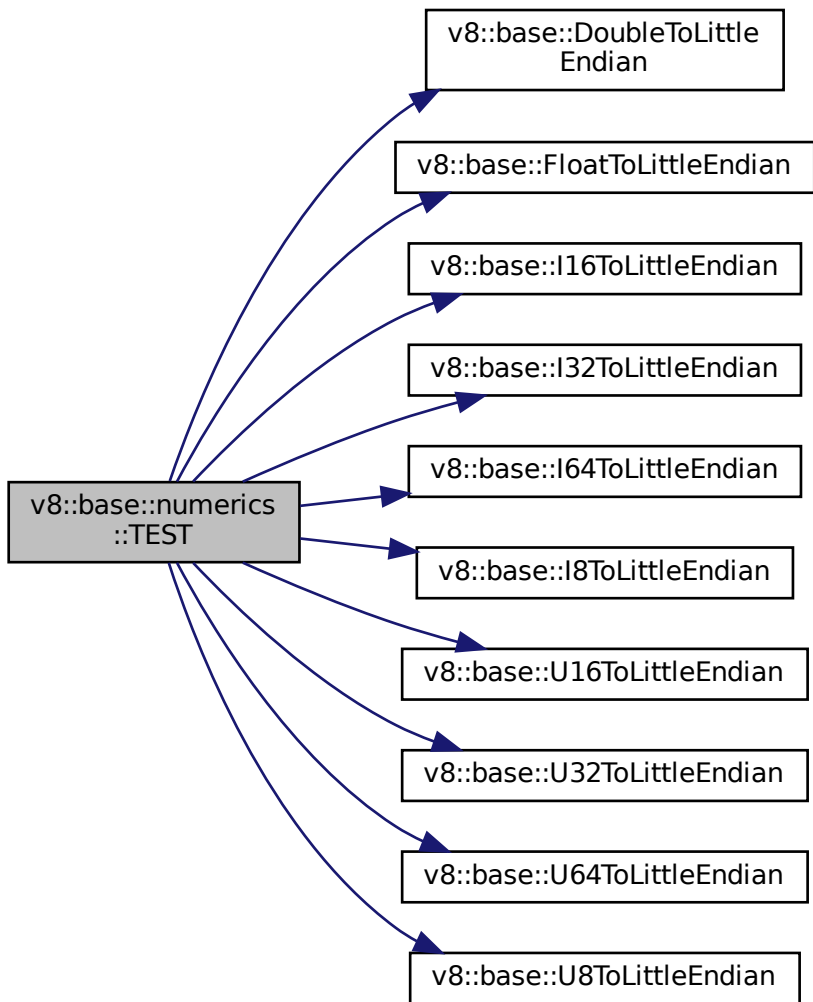 v8::base::DoubleToLittle
Endian
v8::base::FloatToLittleEndian
v8::base::I16ToLittleEndian
v8::base::I32ToLittleEndian
v8::base::I64ToLittleEndian
v8::base::numerics
::TEST
v8::base::I8ToLittleEndian
v8::base::U16ToLittleEndian
v8::base::U32ToLittleEndian
v8::base::U64ToLittleEndian
v8::base::U8ToLittleEndian